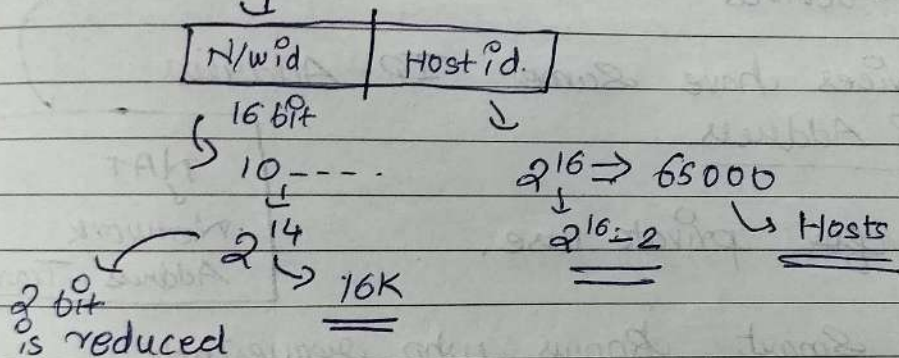 N/wid Host id.
16 bit
10 - - - - . 2^16 ⇒ 65000
2^14 2^16-2 Hosts
2 bit 16K
is reduced